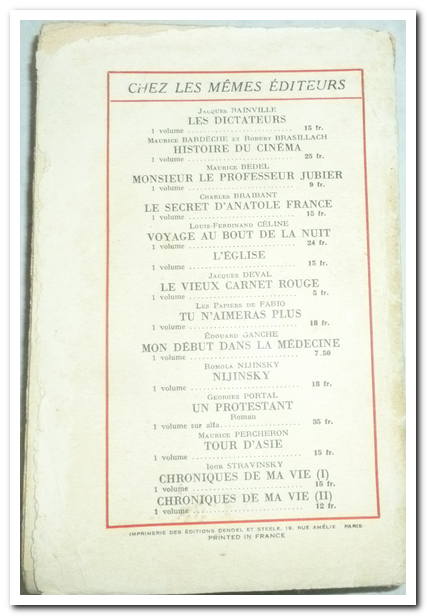 CHEZ LES MÊMES ÉDITEURS
Jacques BAINVILLE
LES DICTATEURS
1 volume ........................ 15 fr.
Maurice BARDÈCHE et Robert BRASILLACH
HISTOIRE DU CINÉMA
1 volume ........................ 25 fr.
Maurice BEDEL
MONSIEUR LE PROFESSEUR JUBIER
1 volume ........................ 9 fr.
Charles BRAIBANT
LE SECRET D'ANATOLE FRANCE
1 volume ........................ 15 fr.
Louis-Ferdinand CÉLINE
VOYAGE AU BOUT DE LA NUIT
1 volume ........................ 24 fr.
L'ÉGLISE
1 volume ........................ 15 fr.
Jacques DEVAL
LE VIEUX CARNET ROUGE
1 volume ........................ 5 fr.
Les Papiers de FABIO
TU N'AIMERAS PLUS
1 volume ........................ 18 fr.
Édouard GANCHE
MON DÉBUT DANS LA MÉDECINE
1 volume ........................ 7.50
Romola NIJINSKY
NIJINSKY
1 volume ........................ 18 fr.
Georges PORTAL
UN PROTESTANT
Roman
1 volume sur alfa.................... 35 fr.
Maurice PERCHERON
TOUR D'ASIE
1 volume ........................ 15 fr.
Igor STRAVINSKY
CHRONIQUES DE MA VIE (I)
1 volume ........................ 15 fr.
CHRONIQUES DE MA VIE (II)
1 volume ........................ 12 fr.
IMPRIMERIE DES ÉDITIONS DENOEL ET STEELE, 19, RUE AMÉLIE PARIS
PRINTED IN FRANCE